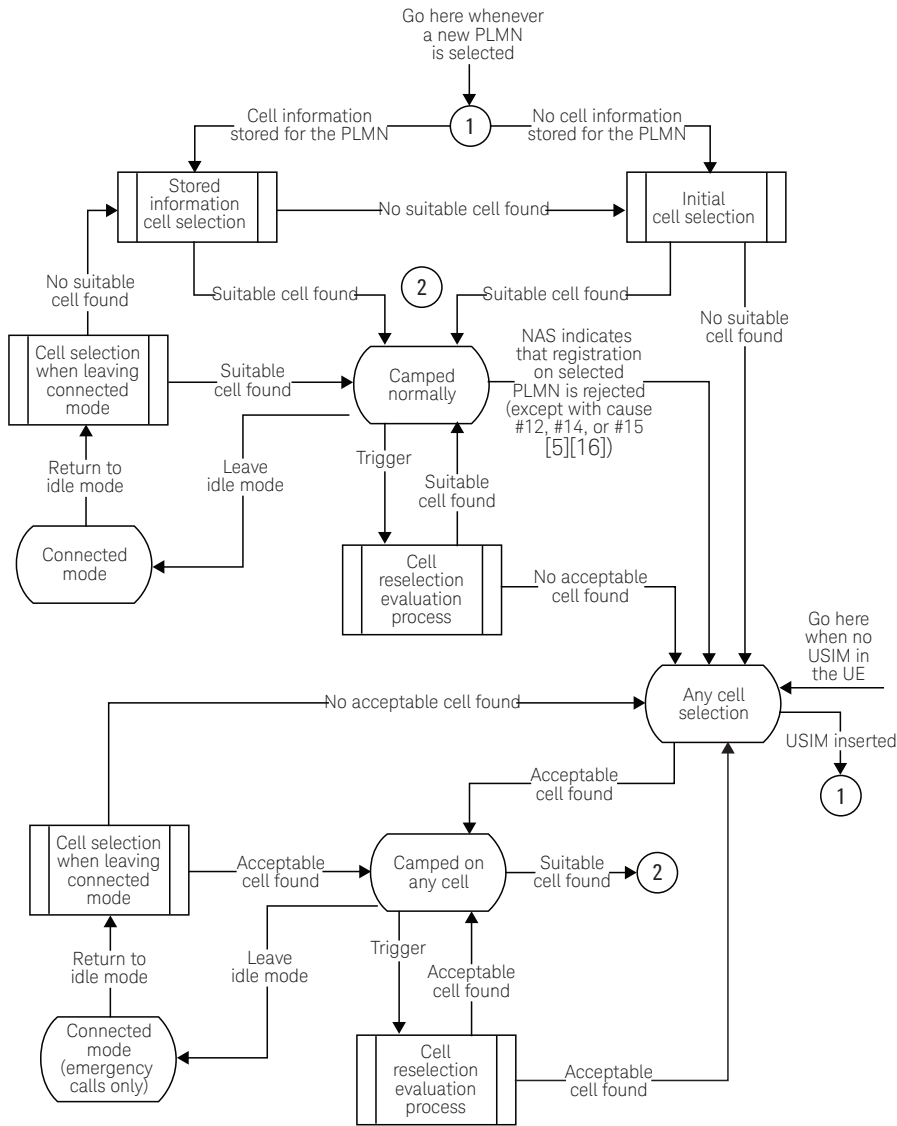 Go here whenever
a new PLMN
is selected
1
Cell information
stored for the PLMN
No cell information
stored for the PLMN
Stored
information
cell selection
No suitable cell found
Initial
cell selection
No suitable
cell found
Suitable cell found
2
Suitable cell found
No suitable
cell found
Cell selection
when leaving
connected
mode
Suitable
cell found
Camped
normally
NAS indicates
that registration
on selected
PLMN is rejected
(except with cause
#12, #14, or #15
[5][16])
Return to
idle mode
Leave
idle mode
Trigger
Suitable
cell found
Connected
mode
Cell
reselection
evaluation
process
No acceptable
cell found
Go here
when no
USIM in
the UE
Any cell
selection
No acceptable cell found
USIM inserted
1
Acceptable
cell found
Cell selection
when leaving
connected
mode
Acceptable
cell found
Camped on
any cell
Suitable
cell found
2
Return to
idle mode
Leave
idle mode
Trigger
Acceptable
cell found
Connected
mode
(emergency
calls only)
Cell
reselection
evaluation
process
Acceptable
cell found